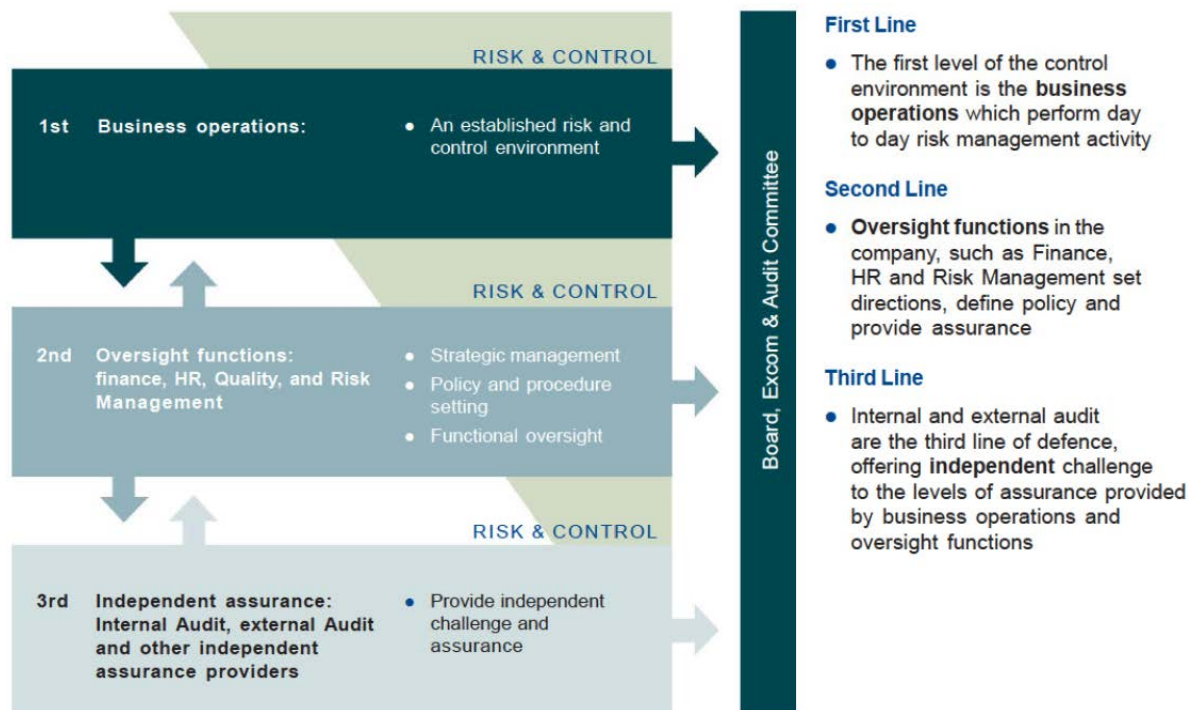 RISK & CONTROL
1st Business operations:
• An established risk and
control environment
RISK & CONTROL
2nd Oversight functions:
finance, HR, Quality, and Risk
Management
• Strategic management
• Policy and procedure
setting
• Functional oversight
RISK & CONTROL
3rd Independent assurance:
Internal Audit, external Audit
and other independent
assurance providers
• Provide independent
challenge and
assurance
Board, Excom & Audit Committee
First Line
• The first level of the control
environment is the business
operations which perform day
to day risk management activity
Second Line
• Oversight functions in the
company, such as Finance,
HR and Risk Management set
directions, define policy and
provide assurance
Third Line
• Internal and external audit
are the third line of defence,
offering independent challenge
to the levels of assurance provided
by business operations and
oversight functions